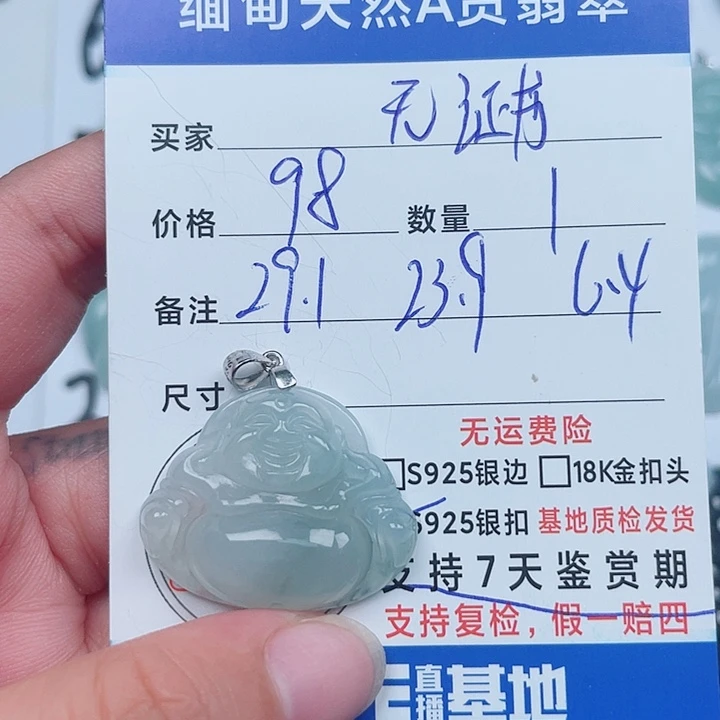 缅甸天然A货翡翠
买家 无证书
价格 98 数量 1
备注 29.1 23.9 6.4
尺寸
无运费险
□S925银边 □18K金扣头
S925银扣 基地质检发货
支持7天鉴赏期
支持复检，假一赔四
直播基地